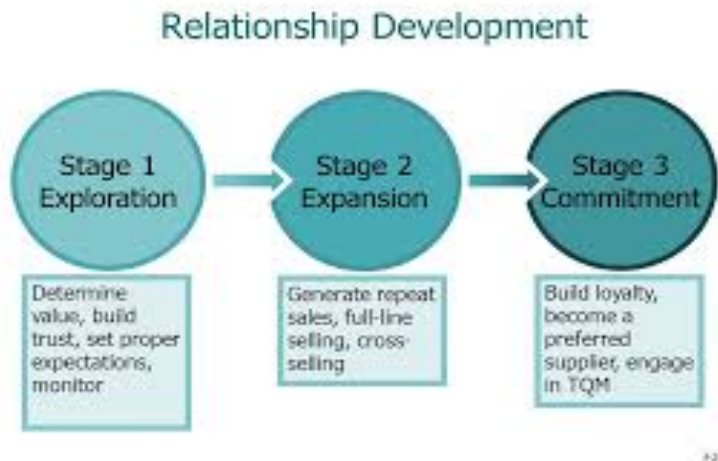 Relationship Development
Stage 1
Exploration
Stage 2
Expansion
Stage 3
Commitment
Determine
value, build
trust, set proper
expectations,
monitor
Generate repeat
sales, full-line
selling, cross-
selling
Build loyalty,
become a
preferred
supplier, engage
in TQM